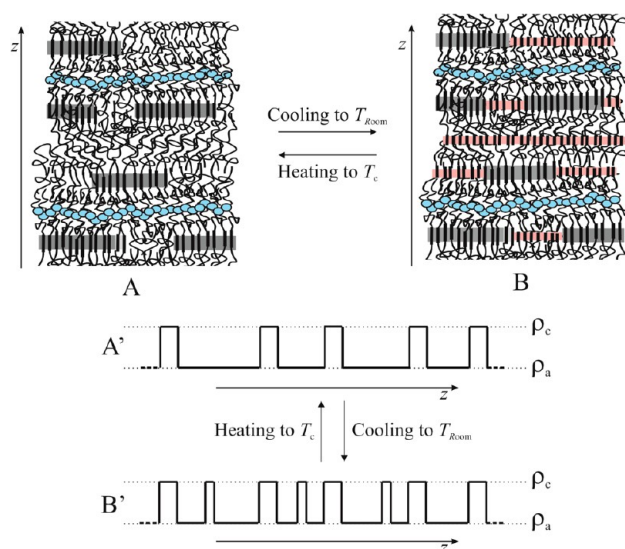 z
z
Cooling to T_Room
Heating to T_c
A
B
A'
ρ_c
ρ_a
z
Heating to T_c
Cooling to T_Room
B'
ρ_c
ρ_a
z